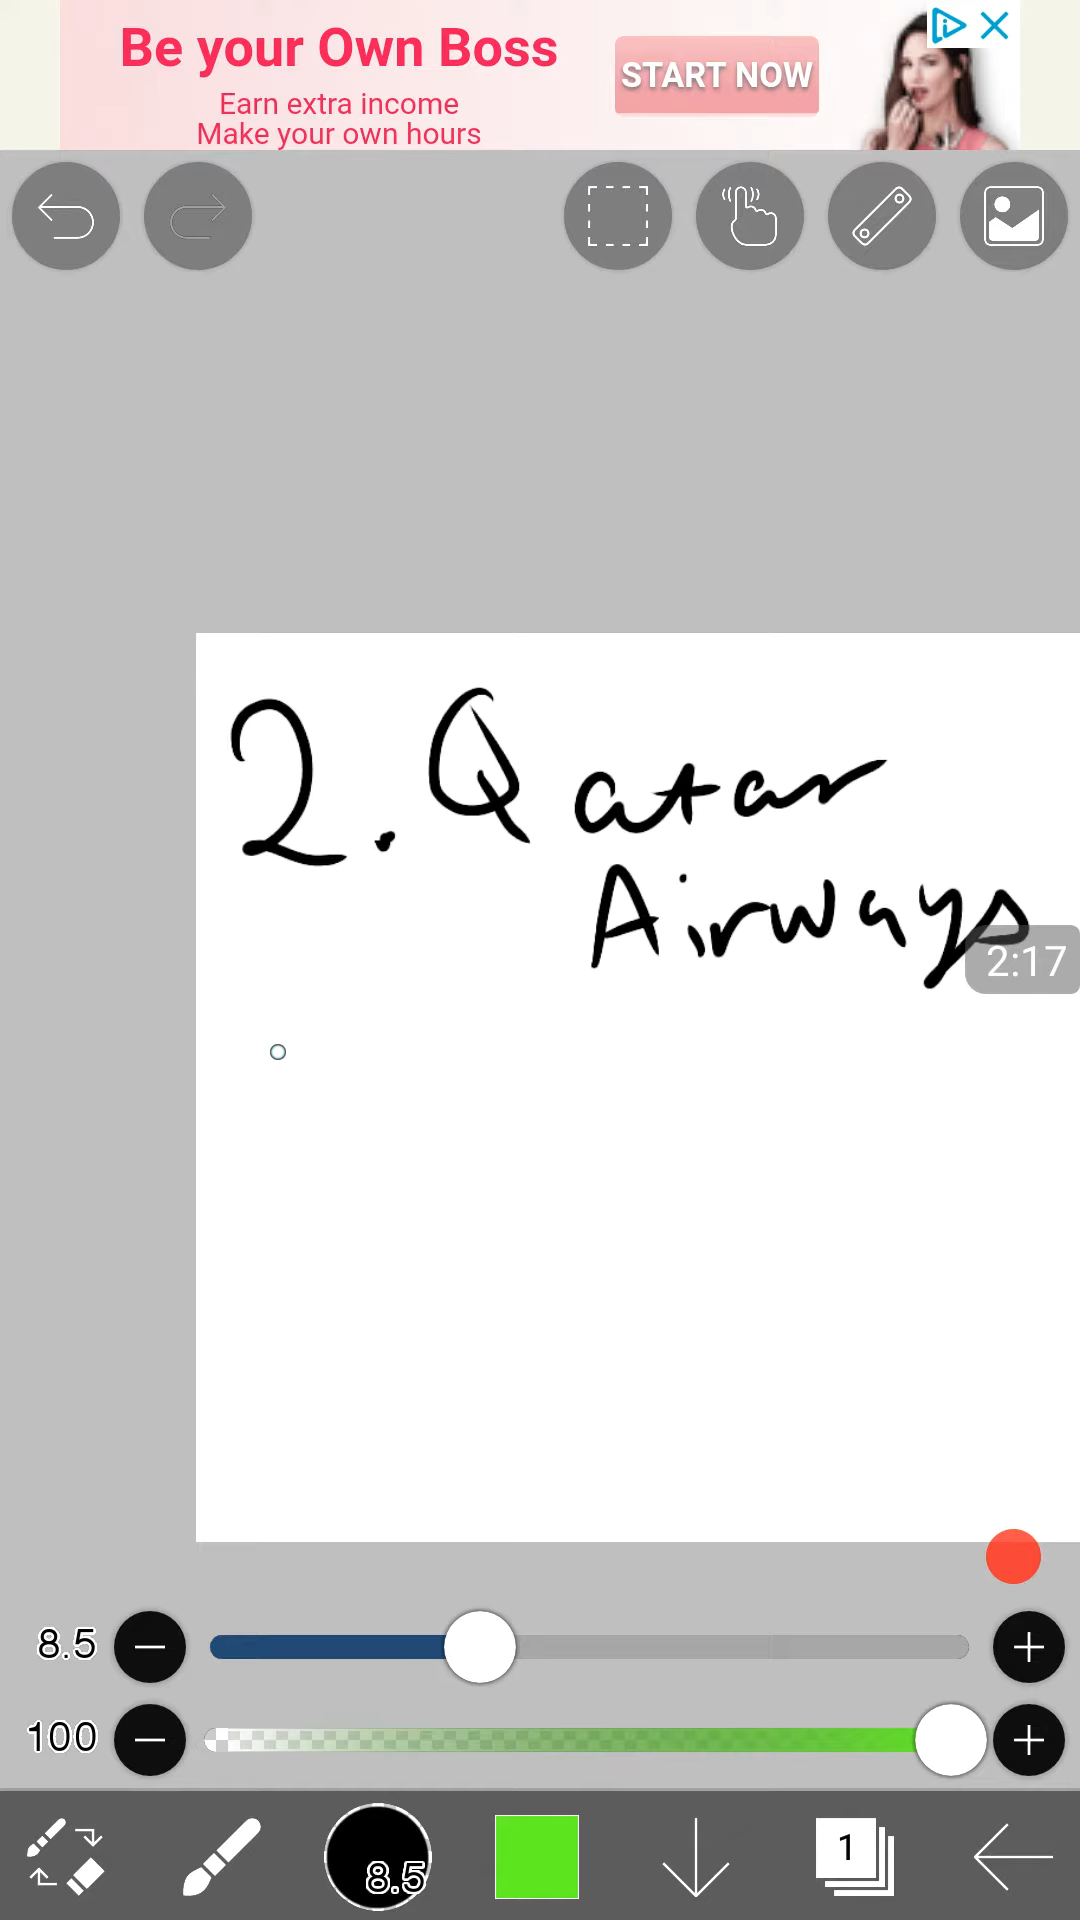 Be your Own Boss
Earn extra income
Make your own hours
START NOW
2. Qatar
Airways
2:17
8.5
100
8.5
1